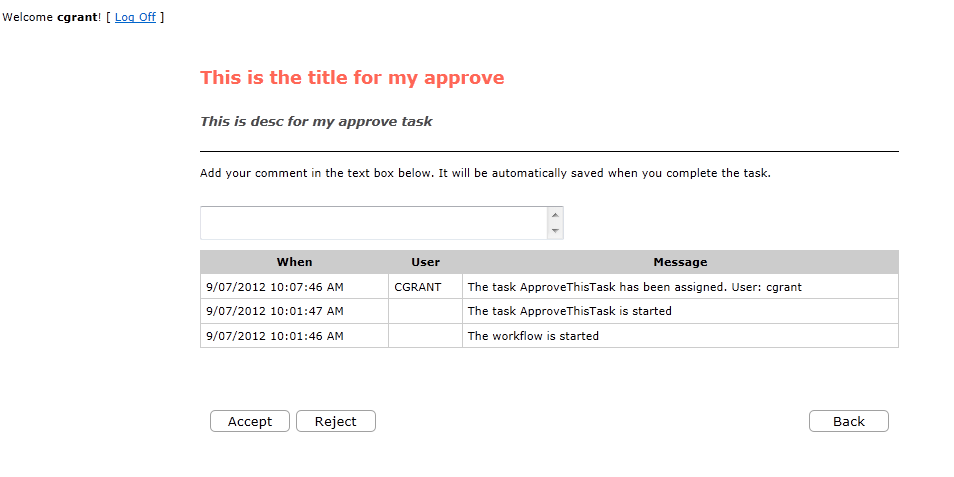 Welcome cgrant! [ Log Off ]
This is the title for my approve
This is desc for my approve task
Add your comment in the text box below. It will be automatically saved when you complete the task.
When User Message
9/07/2012 10:07:46 AM CGRANT The task ApproveThisTask has been assigned. User: cgrant
9/07/2012 10:01:47 AM The task ApproveThisTask is started
9/07/2012 10:01:46 AM The workflow is started
Accept Reject Back